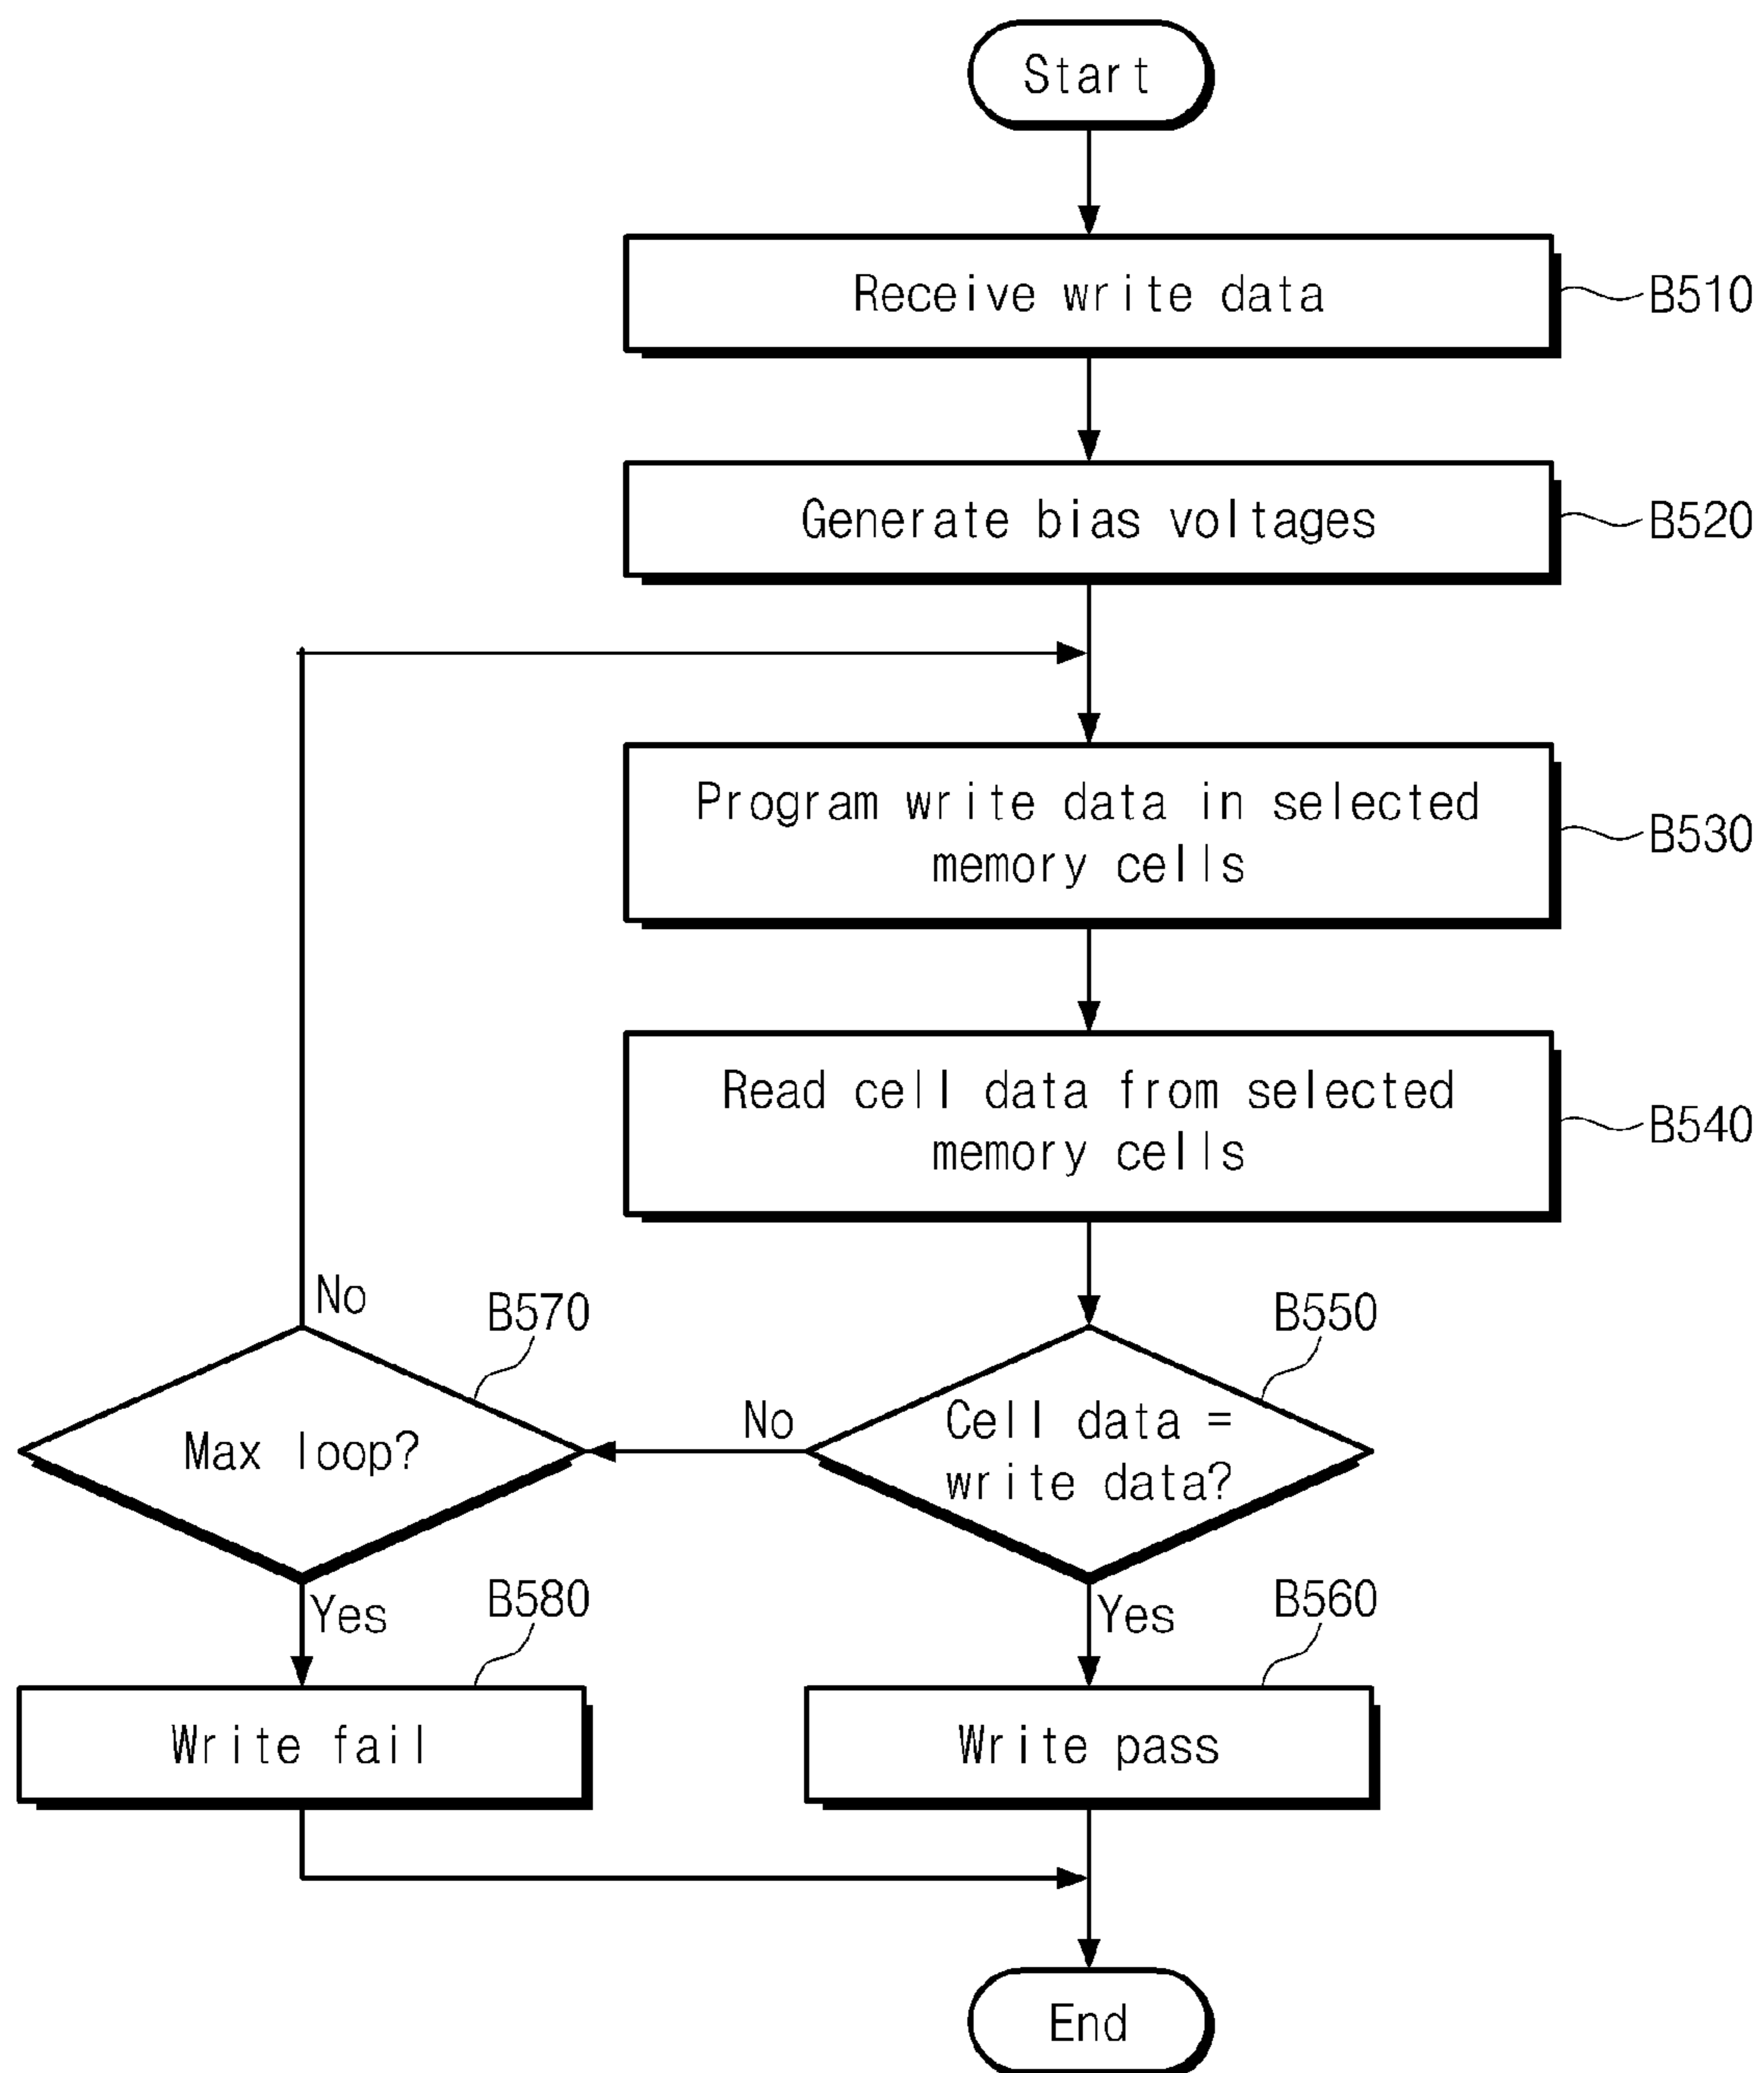 Start
Receive write data
B510
Generate bias voltages
B520
Program write data in selected
memory cells
B530
Read cell data from selected
memory cells
B540
No
B570
B550
Max loop?
No
Cell data =
write data?
Yes
B580
Yes
B560
Write fail
Write pass
End